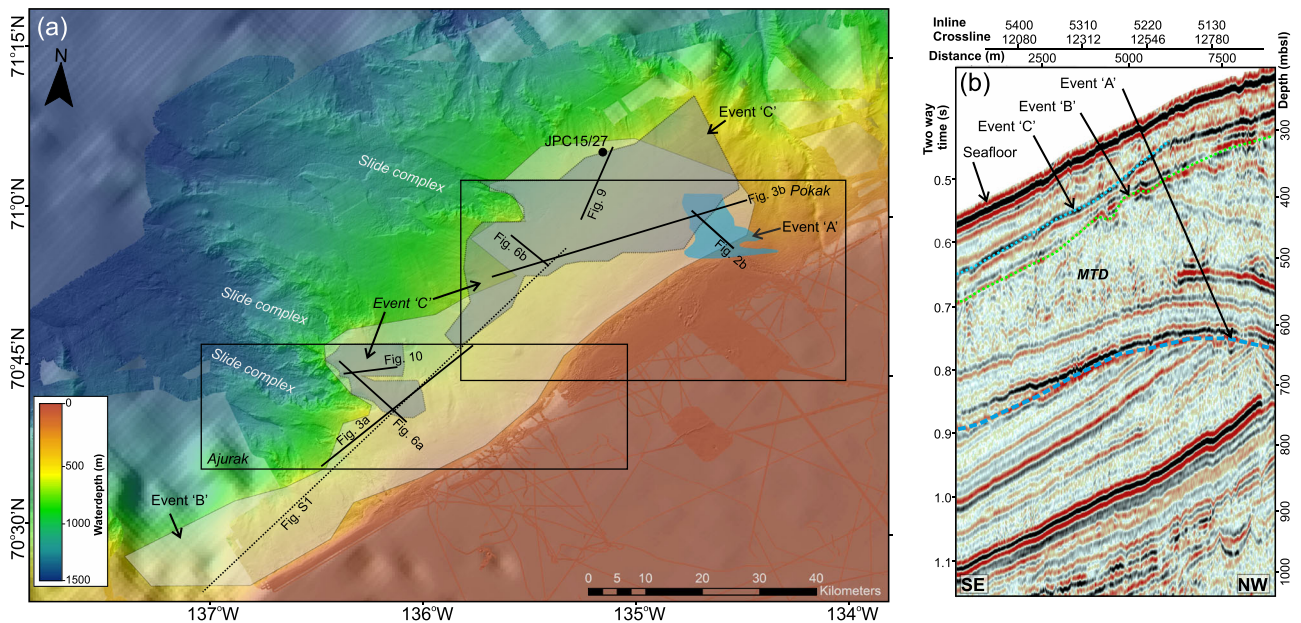 (a)
N
71°15'N
71°0'N
70°45'N
70°30'N
137°W
136°W
135°W
134°W
Event ‘C’
JPC15/27
Slide complex
Fig. 9
Fig. 3b
Pokak
Event ‘A’
Fig. 6b
Fig. 2b
Slide complex
Event ‘C’
Slide complex
Fig. 10
Fig. 3a
Fig. 6a
Ajurak
Fig. S1
Event ‘B’
Waterdepth (m)
0
-500
-1000
-1500
0 5 10 20 30 40
Kilometers
Inline 5400 5310 5220 5130
Crossline 12080 12312 12546 12780
Distance (m) 2500 5000 7500
(b)
Event ‘A’
Event ‘B’
Event ‘C’
Seafloor
MTD
Two way
time (s)
0.5
0.6
0.7
0.8
0.9
1.0
1.1
Depth (mbsl)
300
400
500
600
700
800
900
1000
SE
NW